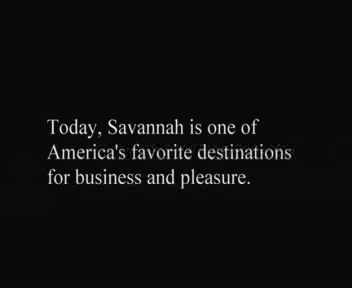 Today, Savannah is one of
America's favorite destinations
for business and pleasure.